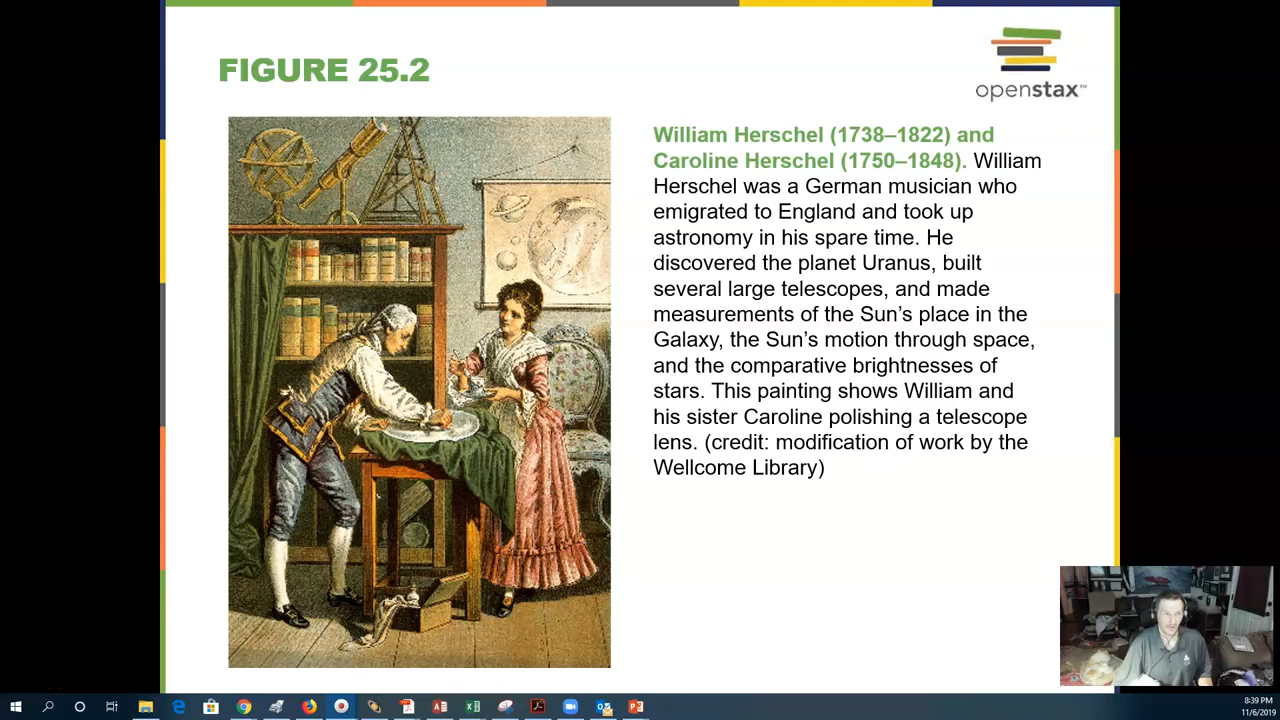 FIGURE 25.2
openstax™
William Herschel (1738–1822) and
Caroline Herschel (1750–1848). William
Herschel was a German musician who
emigrated to England and took up
astronomy in his spare time. He
discovered the planet Uranus, built
several large telescopes, and made
measurements of the Sun’s place in the
Galaxy, the Sun’s motion through space,
and the comparative brightnesses of
stars. This painting shows William and
his sister Caroline polishing a telescope
lens. (credit: modification of work by the
Wellcome Library)
8:39 PM
11/6/2019